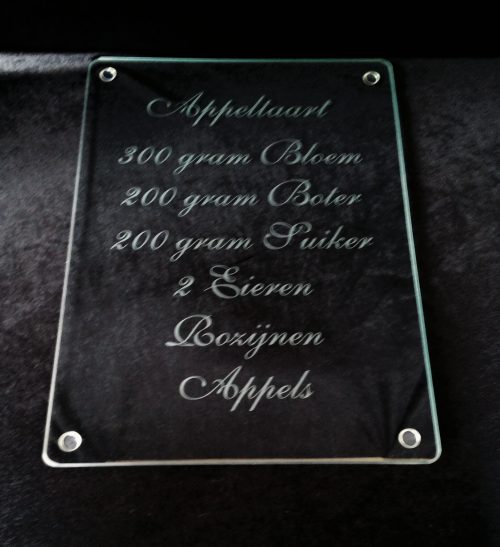 Appeltaart
300 gram Bloem
200 gram Boter
200 gram Suiker
2 Eieren
Rozijnen
Appels